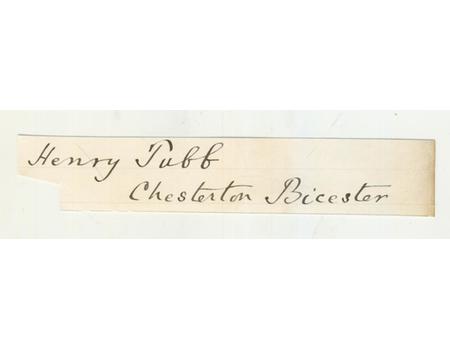 Henry Tubb
Chesterton Bicester